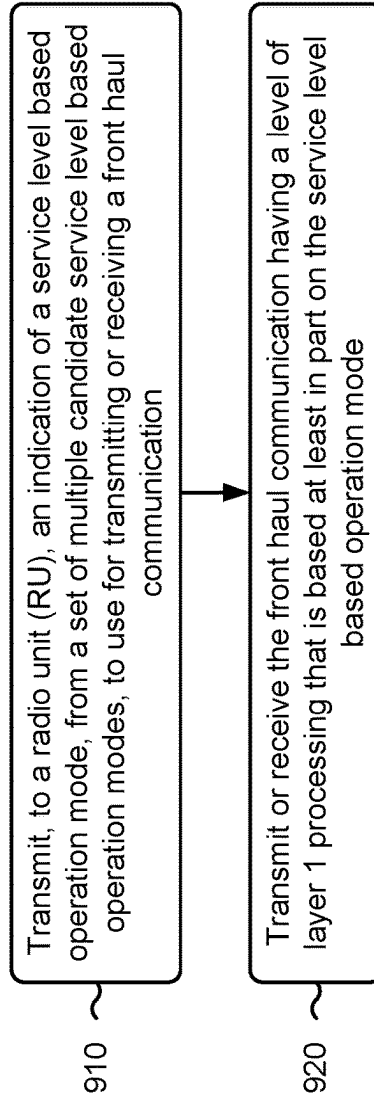 910
Transmit, to a radio unit (RU), an indication of a service level based
operation mode, from a set of multiple candidate service level based
operation modes, to use for transmitting or receiving a front haul
communication
920
Transmit or receive the front haul communication having a level of
layer 1 processing that is based at least in part on the service level
based operation mode